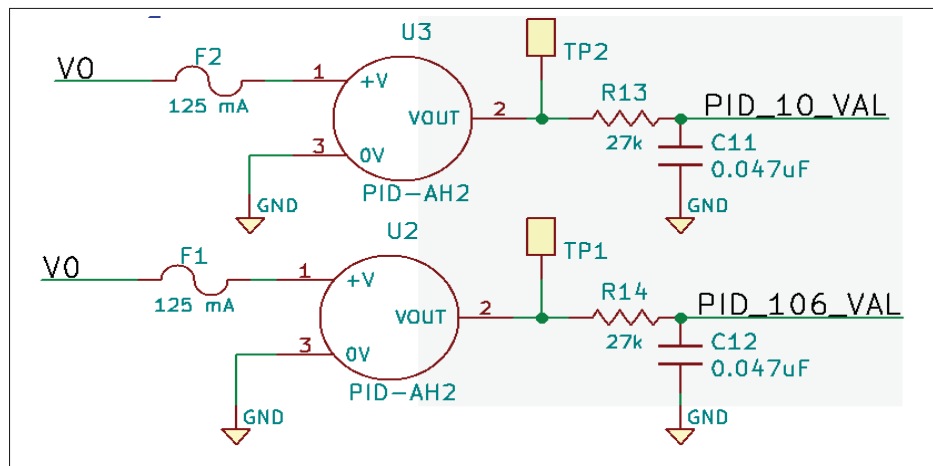 U3
F2
V0
125 mA
1
+V
VOUT
2
3
0V
PID-AH2
GND
TP2
R13
27k
PID_10_VAL
C11
0.047uF
GND
U2
F1
V0
125 mA
1
+V
VOUT
2
3
0V
PID-AH2
GND
TP1
R14
27k
PID_106_VAL
C12
0.047uF
GND